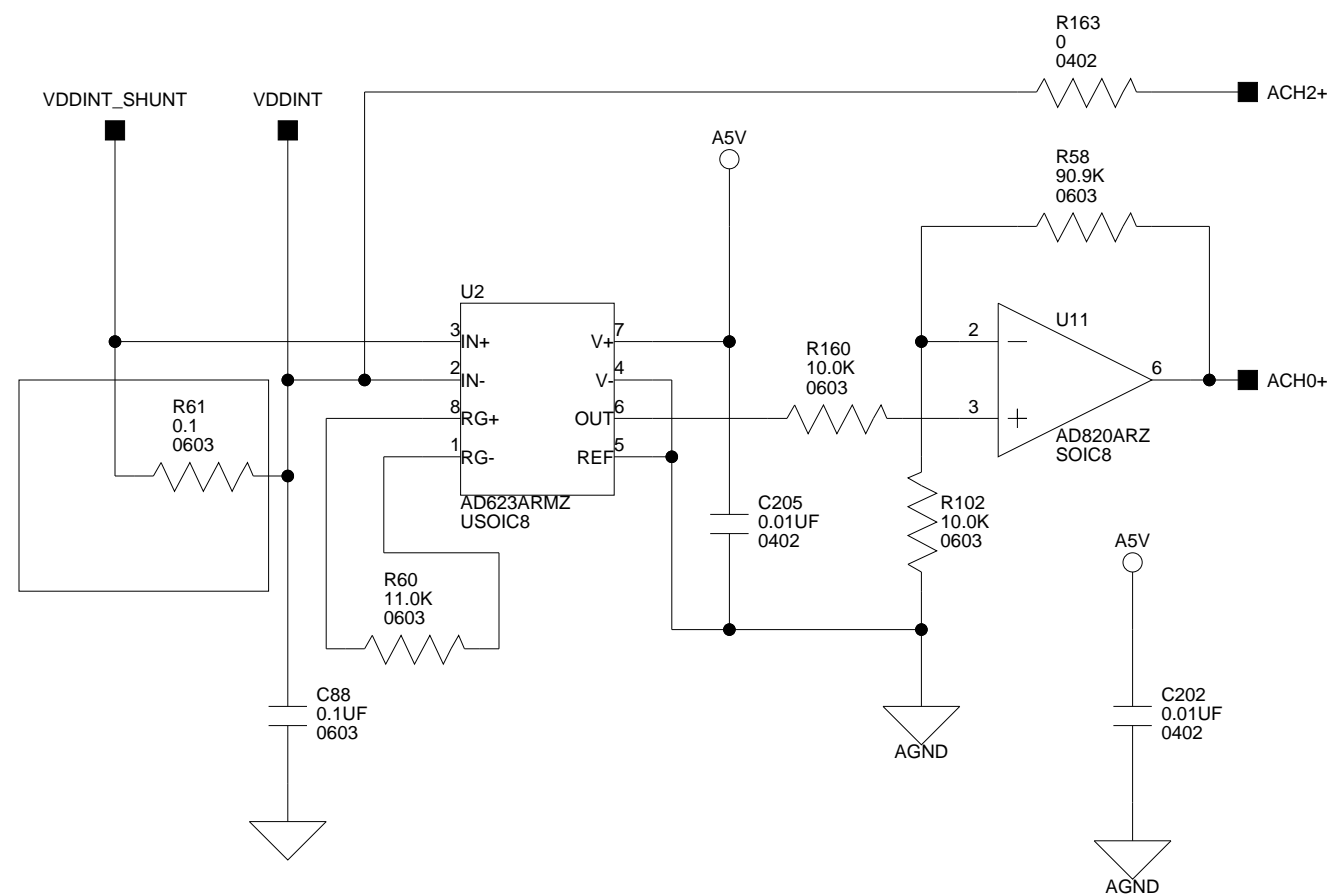 R163
0
0402
ACH2+
VDDINT_SHUNT
VDDINT
A5V
R58
90.9K
0603
U2
3
IN+
2
IN-
8
RG+
1
RG-
7
V+
4
V-
6
OUT
5
REF
AD623ARMZ
USOIC8
R160
10.0K
0603
2
3
6
U11
AD820ARZ
SOIC8
ACH0+
R61
0.1
0603
R60
11.0K
0603
C205
0.01UF
0402
R102
10.0K
0603
A5V
C88
0.1UF
0603
AGND
C202
0.01UF
0402
AGND